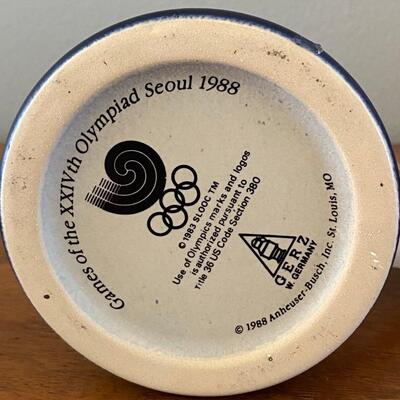 Games of the XXIVth Olympiad Seoul 1988
© 1983 SLOOC TM
Use of Olympics marks and logos
is authorized pursuant to
Title 36 US Code Section 380
GERZ
W. GERMANY
© 1988 Anheuser-Busch, Inc. St. Louis, MO